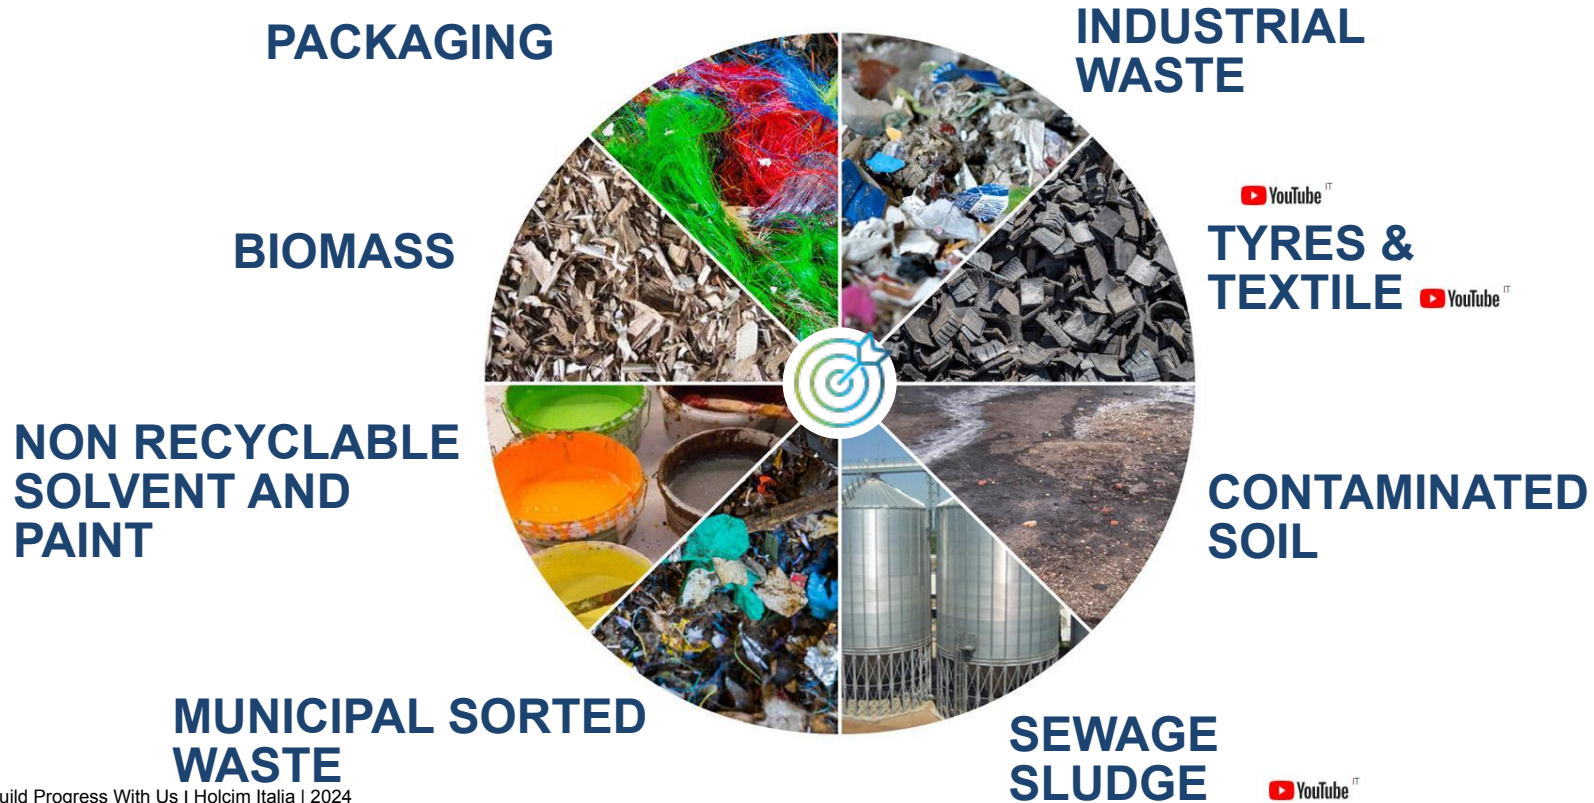 PACKAGING
INDUSTRIAL
WASTE
YouTube IT
TYRES &
TEXTILE YouTube IT
BIOMASS
NON RECYCLABLE
SOLVENT AND
PAINT
CONTAMINATED
SOIL
MUNICIPAL SORTED
WASTE
SEWAGE
SLUDGE YouTube IT
uild Progress With Us I Holcim Italia | 2024